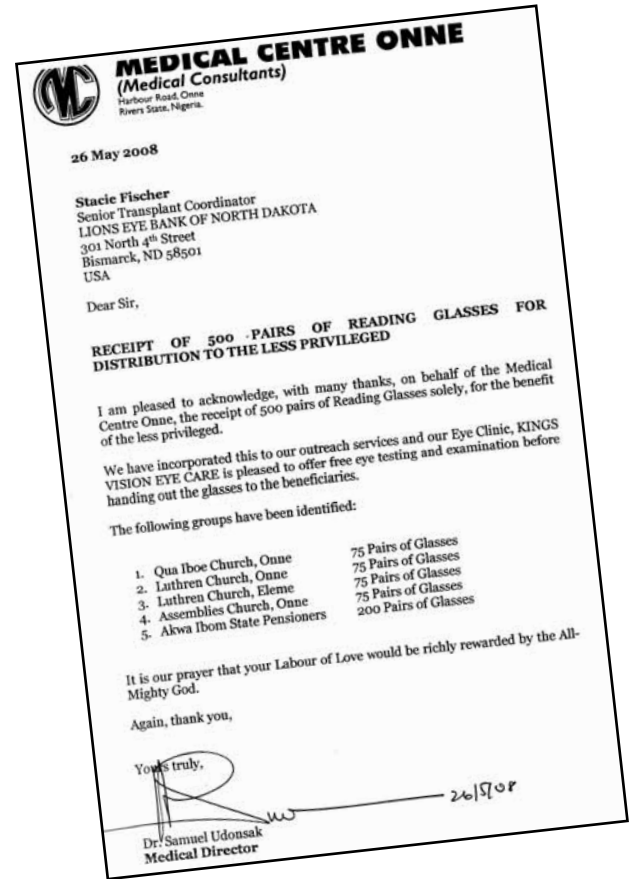 MC
MEDICAL CENTRE ONNE
(Medical Consultants)
Harbour Road, Onne
Rivers State, Nigeria.
26 May 2008
Stacie Fischer
Senior Transplant Coordinator
LIONS EYE BANK OF NORTH DAKOTA
301 North 4th Street
Bismarck, ND 58501
USA
Dear Sir,
RECEIPT OF 500 PAIRS OF READING GLASSES FOR
DISTRIBUTION TO THE LESS PRIVILEGED
I am pleased to acknowledge, with many thanks, on behalf of the Medical
Centre Onne, the receipt of 500 pairs of Reading Glasses solely, for the benefit
of the less privileged.
We have incorporated this to our outreach services and our Eye Clinic, KINGS
VISION EYE CARE is pleased to offer free eye testing and examination before
handing out the glasses to the beneficiaries.
The following groups have been identified:
1. Qua Iboe Church, Onne 75 Pairs of Glasses
2. Luthren Church, Onne 75 Pairs of Glasses
3. Luthren Church, Eleme 75 Pairs of Glasses
4. Assemblies Church, Onne 75 Pairs of Glasses
5. Akwa Ibom State Pensioners 200 Pairs of Glasses
It is our prayer that your Labour of Love would be richly rewarded by the All-
Mighty God.
Again, thank you,
Yours truly,
26/5/08
Dr. Samuel Udonsak
Medical Director